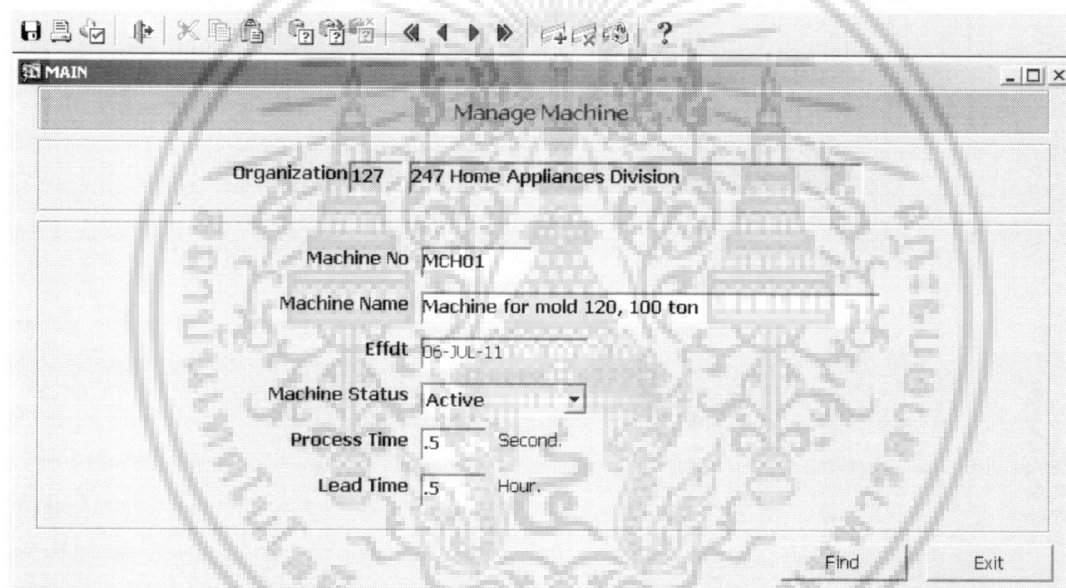 MAIN
Manage Machine
Organization 127 247 Home Appliances Division
Machine No MCH01
Machine Name Machine for mold 120, 100 ton
Effdt 06-JUL-11
Machine Status Active
Process Time .5 Second.
Lead Time .5 Hour.
Find Exit